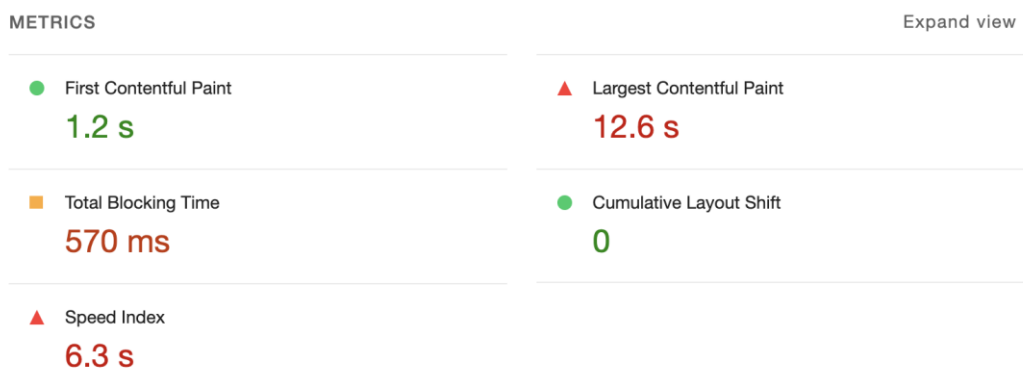 METRICS
Expand view
First Contentful Paint
1.2 s
Largest Contentful Paint
12.6 s
Total Blocking Time
570 ms
Cumulative Layout Shift
0
Speed Index
6.3 s